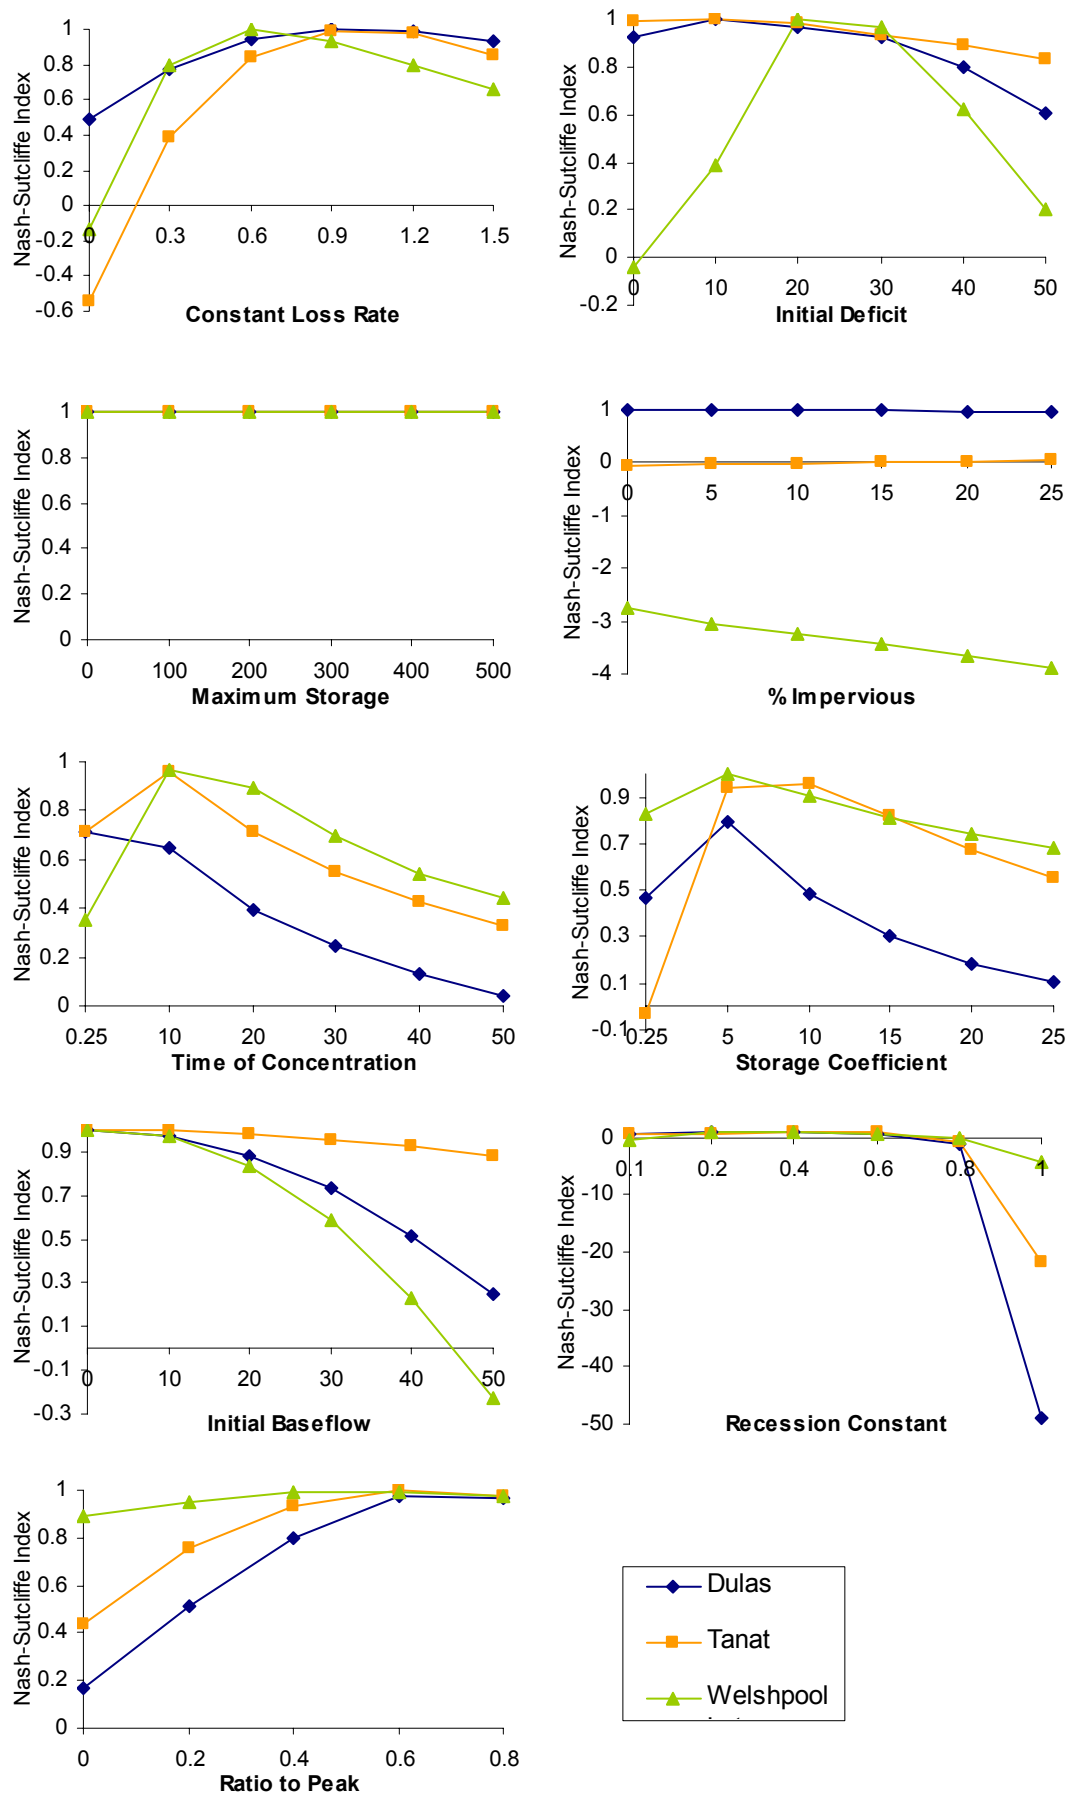 Nash-Sutcliffe Index
1
0.8
0.6
0.4
0.2
0
-0.2
-0.4
-0.6
0 0.3 0.6 0.9 1.2 1.5
Constant Loss Rate
Nash-Sutcliffe Index
1
0.8
0.6
0.4
0.2
0
-0.2
0 10 20 30 40 50
Initial Deficit
Nash-Sutcliffe Index
1
0.8
0.6
0.4
0.2
0
0 100 200 300 400 500
Maximum Storage
Nash-Sutcliffe Index
1
0
-1
-2
-3
-4
0 5 10 15 20 25
% Impervious
Nash-Sutcliffe Index
1
0.8
0.6
0.4
0.2
0
0.25 10 20 30 40 50
Time of Concentration
Nash-Sutcliffe Index
0.9
0.7
0.5
0.3
0.1
-0.1
0.25 5 10 15 20 25
Storage Coefficient
Nash-Sutcliffe Index
0.9
0.7
0.5
0.3
0.1
-0.1
-0.3
0 10 20 30 40 50
Initial Baseflow
Nash-Sutcliffe Index
0
-10
-20
-30
-40
-50
0.1 0.2 0.4 0.6 0.8 1
Recession Constant
Nash-Sutcliffe Index
1
0.8
0.6
0.4
0.2
0
0 0.2 0.4 0.6 0.8
Ratio to Peak
Dulas
Tanat
Welshpool